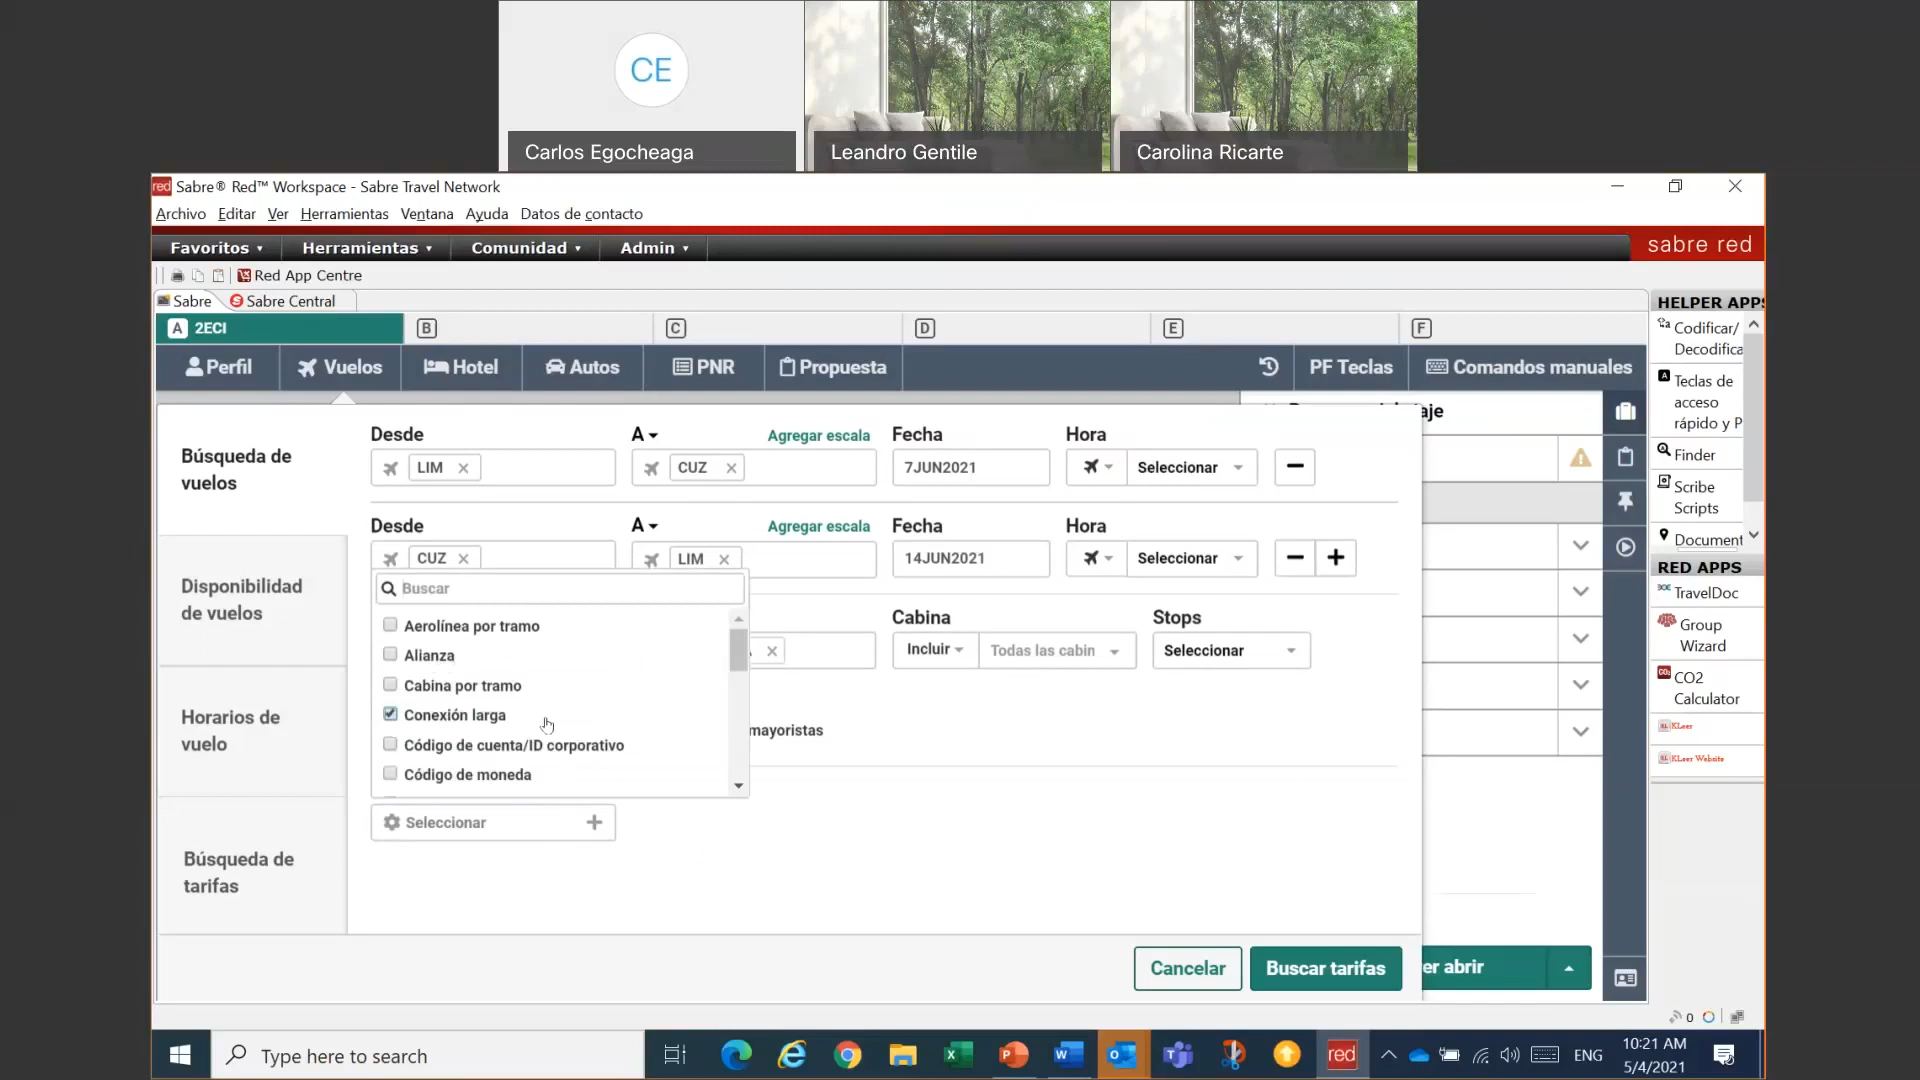 CE
Carlos Egocheaga
Leandro Gentile
Carolina Ricarte
red Sabre® Red™ Workspace - Sabre Travel Network
Archivo Editar Ver Herramientas Ventana Ayuda Datos de contacto
Favoritos Herramientas Comunidad Admin sabre red
Red App Centre
Sabre Sabre Central
HELPER APPS
A 2ECI B C D E F
Codificar/
Decodifica
Perfil Vuelos Hotel Autos PNR Propuesta PF Teclas Comandos manuales
Teclas de
acceso
rápido y P
Finder
Scribe
Scripts
Document
RED APPS
TravelDoc
Group
Wizard
CO2
Calculator
KLeer
KLeer Website
aje
Búsqueda de
vuelos
Disponibilidad
de vuelos
Horarios de
vuelo
Búsqueda de
tarifas
Desde A Agregar escala Fecha Hora
LIM CUZ 7JUN2021 Seleccionar
Desde A Agregar escala Fecha Hora
CUZ LIM 14JUN2021 Seleccionar
Buscar
Aerolínea por tramo
Alianza
Cabina por tramo
Conexión larga
Código de cuenta/ID corporativo
Código de moneda
Cabina Stops
Incluir Todas las cabin Seleccionar
mayoristas
Seleccionar
Cancelar Buscar tarifas er abrir
0
Type here to search
red
ENG
10:21 AM
5/4/2021